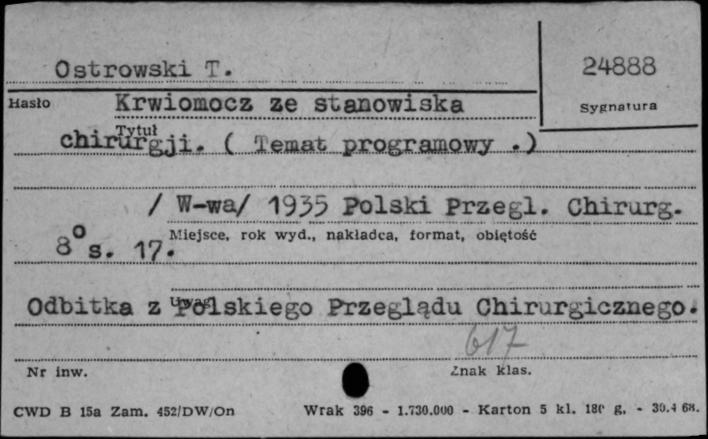 Ostrowski T.
24888
Hasło
Krwiomocz ze stanowiska
Sygnatura
Tytuł
chirurgji. ( Temat programowy .)
/ W-wa/ 1935 Polski Przegl. Chirurg.
Miejsce, rok wyd., nakładca, format, objętość
8° s. 17.
Uwagi
Odbitka z Polskiego Przeglądu Chirurgicznego.
617
Nr inw.
Znak klas.
CWD B 15a Zam. 452/DW/On
Wrak 396 - 1.730.000 - Karton 5 kl. 180 g. - 30.4 68.